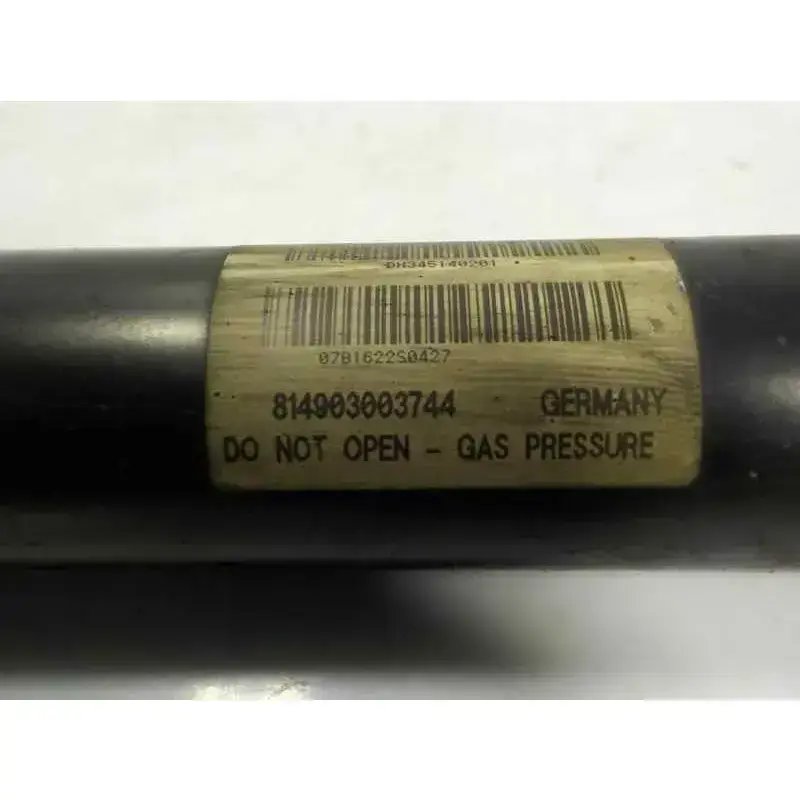 DH345140201
07B1622S0427
814903003744 GERMANY
DO NOT OPEN - GAS PRESSURE